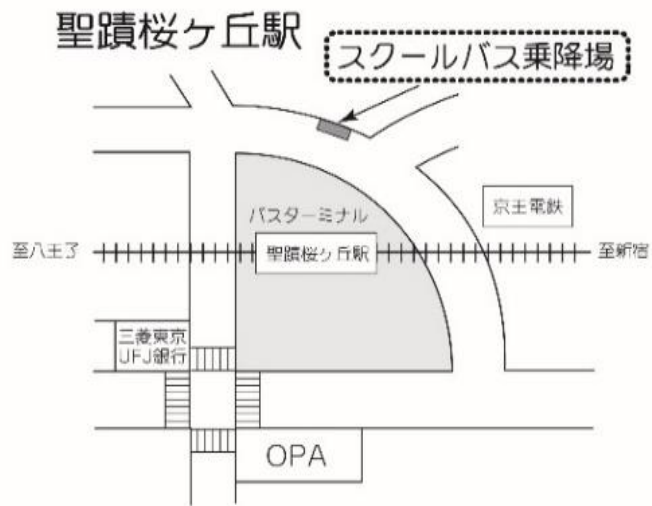 聖蹟桜ヶ丘駅
スクールバス乗降場
バスターミナル
京王電鉄
至八王子
聖蹟桜ヶ丘駅
至新宿
三菱東京
UFJ銀行
OPA